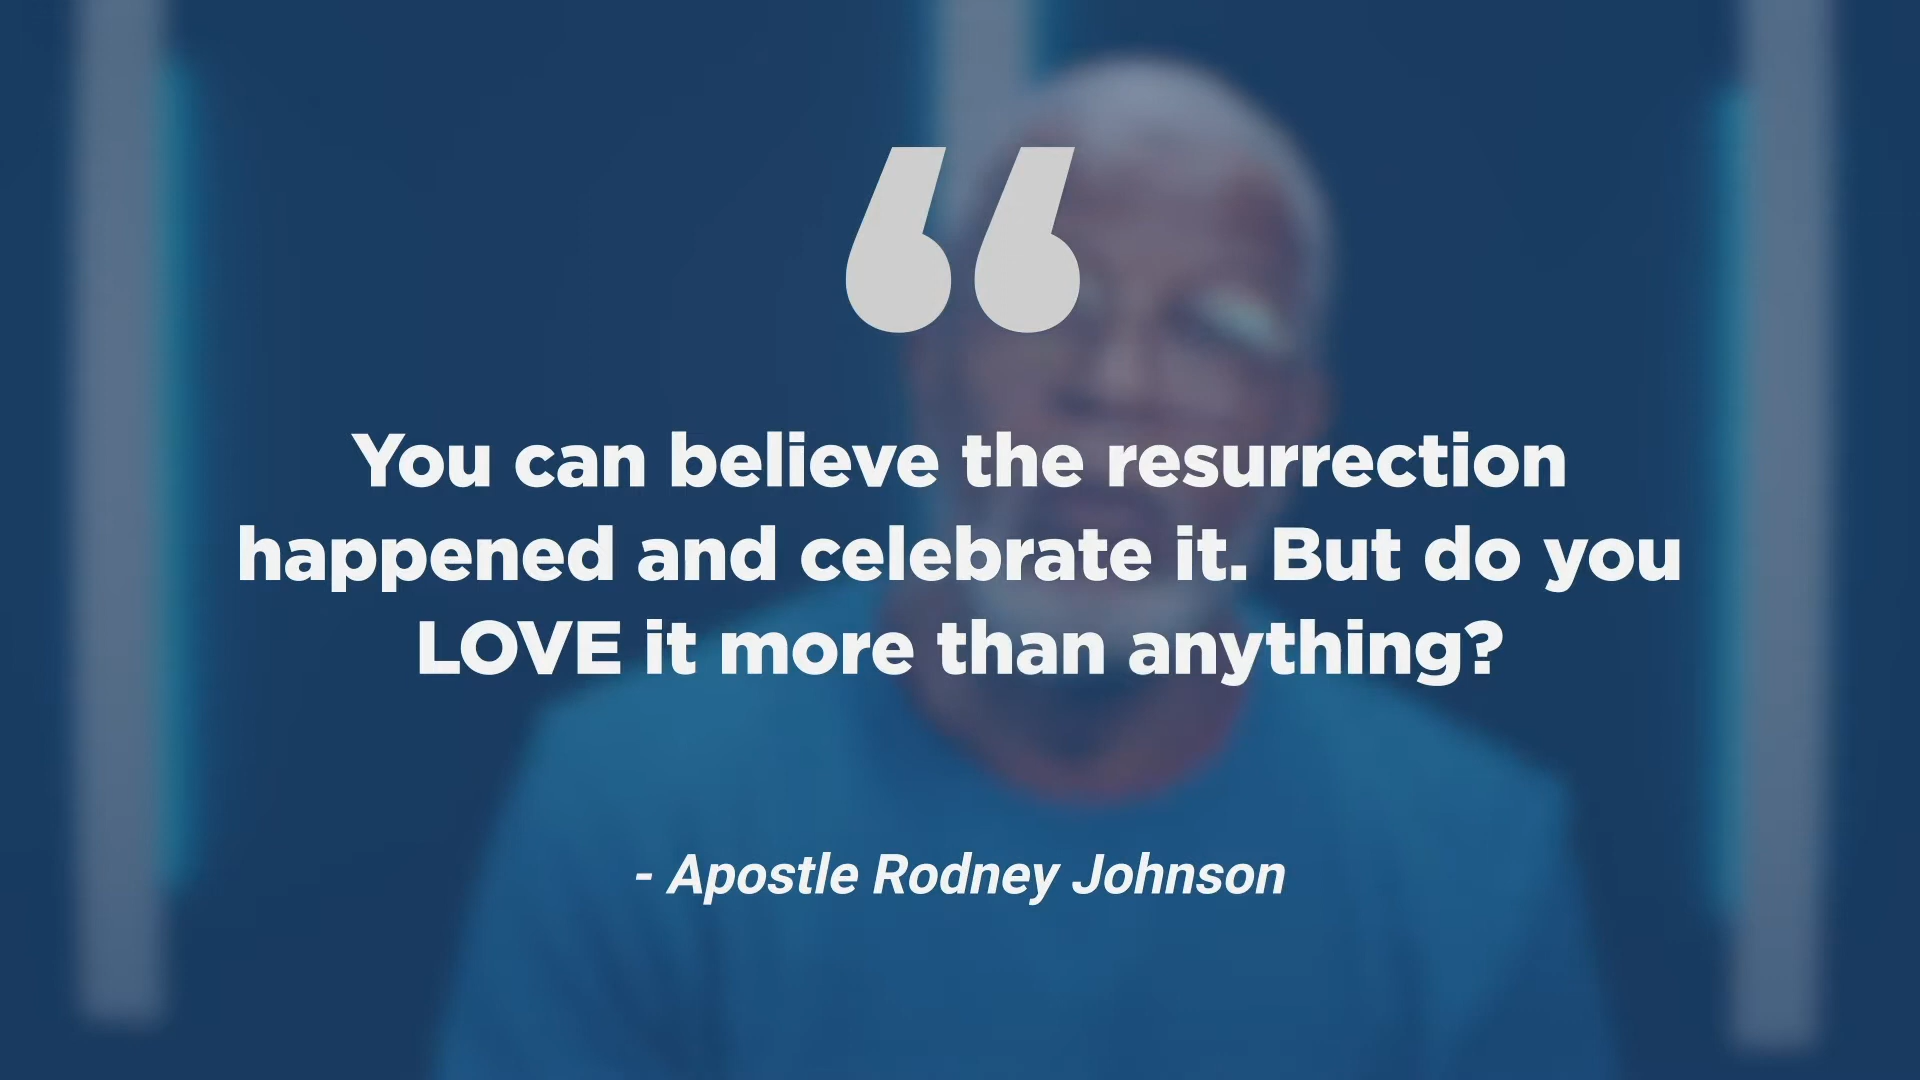 “
You can believe the resurrection
happened and celebrate it. But do you
LOVE it more than anything?
- Apostle Rodney Johnson